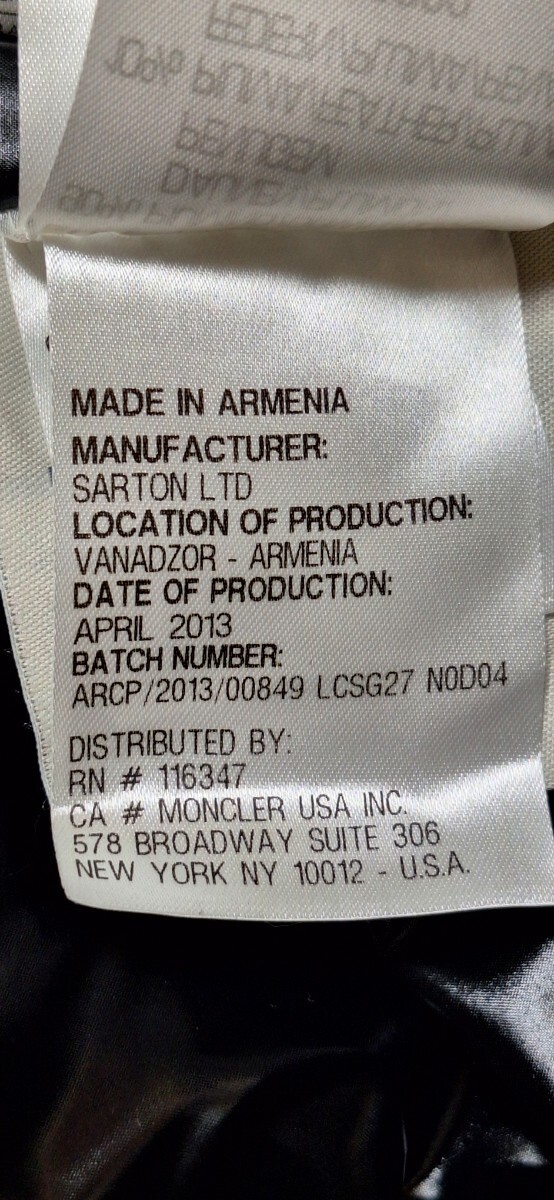 MADE IN ARMENIA
MANUFACTURER:
SARTON LTD
LOCATION OF PRODUCTION:
VANADZOR - ARMENIA
DATE OF PRODUCTION:
APRIL 2013
BATCH NUMBER:
ARCP/2013/00849 LCSG27 N0D04
DISTRIBUTED BY:
RN # 116347
CA # MONCLER USA INC.
578 BROADWAY SUITE 306
NEW YORK NY 10012 - U.S.A.